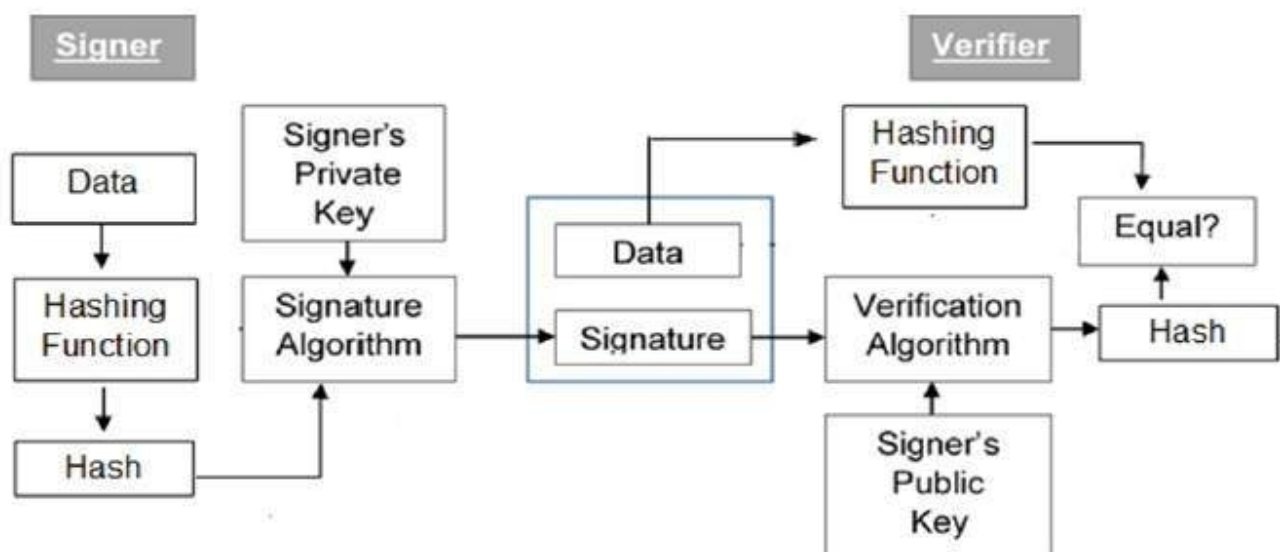 Signer
Verifier
Data
Hashing
Function
Hash
Signer's
Private
Key
Signature
Algorithm
Data
Signature
Hashing
Function
Verification
Algorithm
Signer's
Public
Key
Equal?
Hash